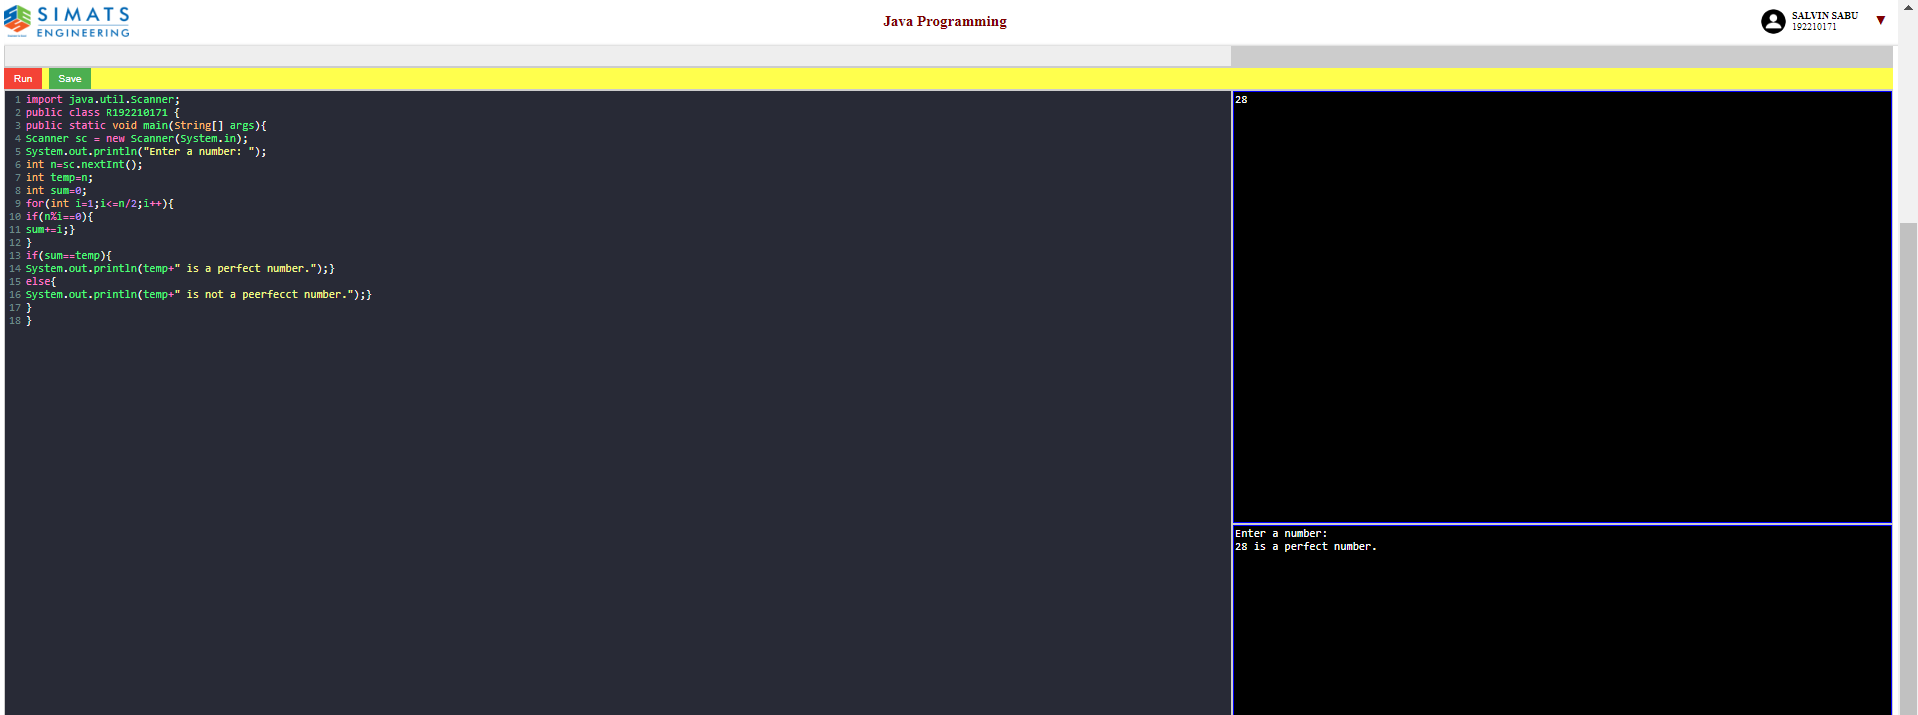 SIMATS
ENGINEERING
Java Programming
SALVIN SABU
192210171
Run
Save
1 import java.util.Scanner;
2 public class R192210171 {
3 public static void main(String[] args){
4 Scanner sc = new Scanner(System.in);
5 System.out.println("Enter a number: ");
6 int n=sc.nextInt();
7 int temp=n;
8 int sum=0;
9 for(int i=1;i<=n/2;i++){
10 if(n%i==0){
11 sum+=i;}
12 }
13 if(sum==temp){
14 System.out.println(temp+" is a perfect number.");}
15 else{
16 System.out.println(temp+" is not a peerfecct number.");}
17 }
18 }
28
Enter a number:
28 is a perfect number.